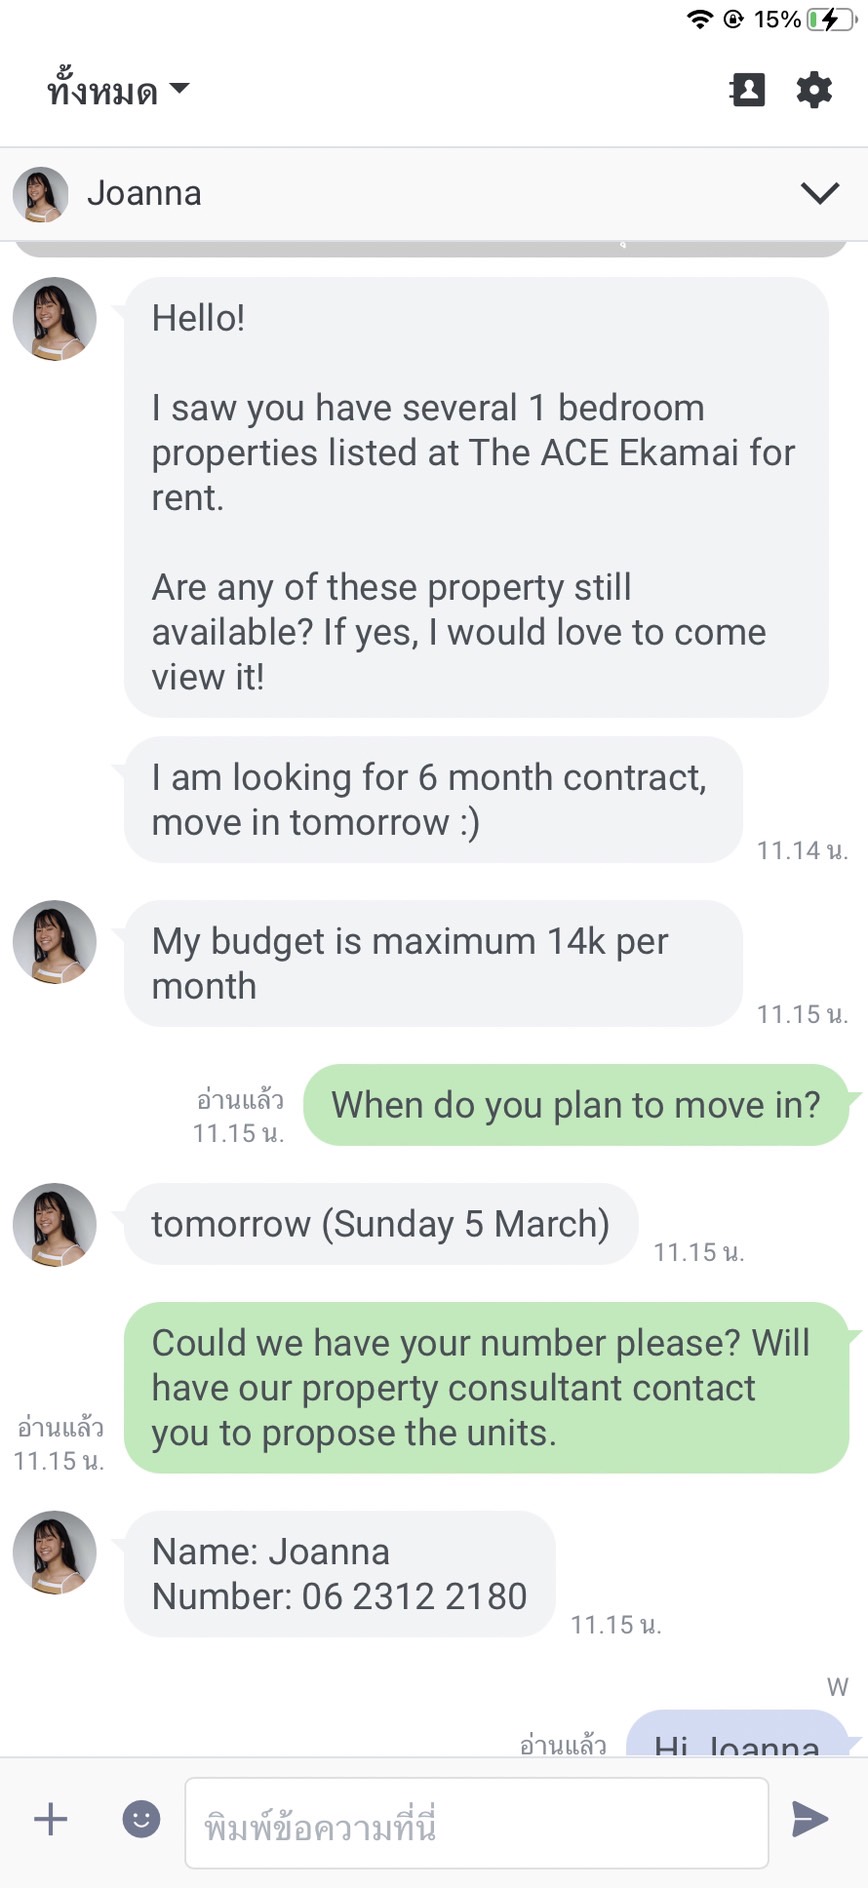 15%
ทั้งหมด
Joanna
Hello!
I saw you have several 1 bedroom
properties listed at The ACE Ekamai for
rent.
Are any of these property still
available? If yes, I would love to come
view it!
I am looking for 6 month contract,
move in tomorrow :)
11.14 น.
My budget is maximum 14k per
month
11.15 น.
When do you plan to move in?
อ่านแล้ว
11.15 น.
tomorrow (Sunday 5 March)
11.15 น.
Could we have your number please? Will
have our property consultant contact
you to propose the units.
อ่านแล้ว
11.15 น.
Name: Joanna
Number: 06 2312 2180
11.15 น.
W
อ่านแล้ว
Hi Joanna
พิมพ์ข้อความที่นี่